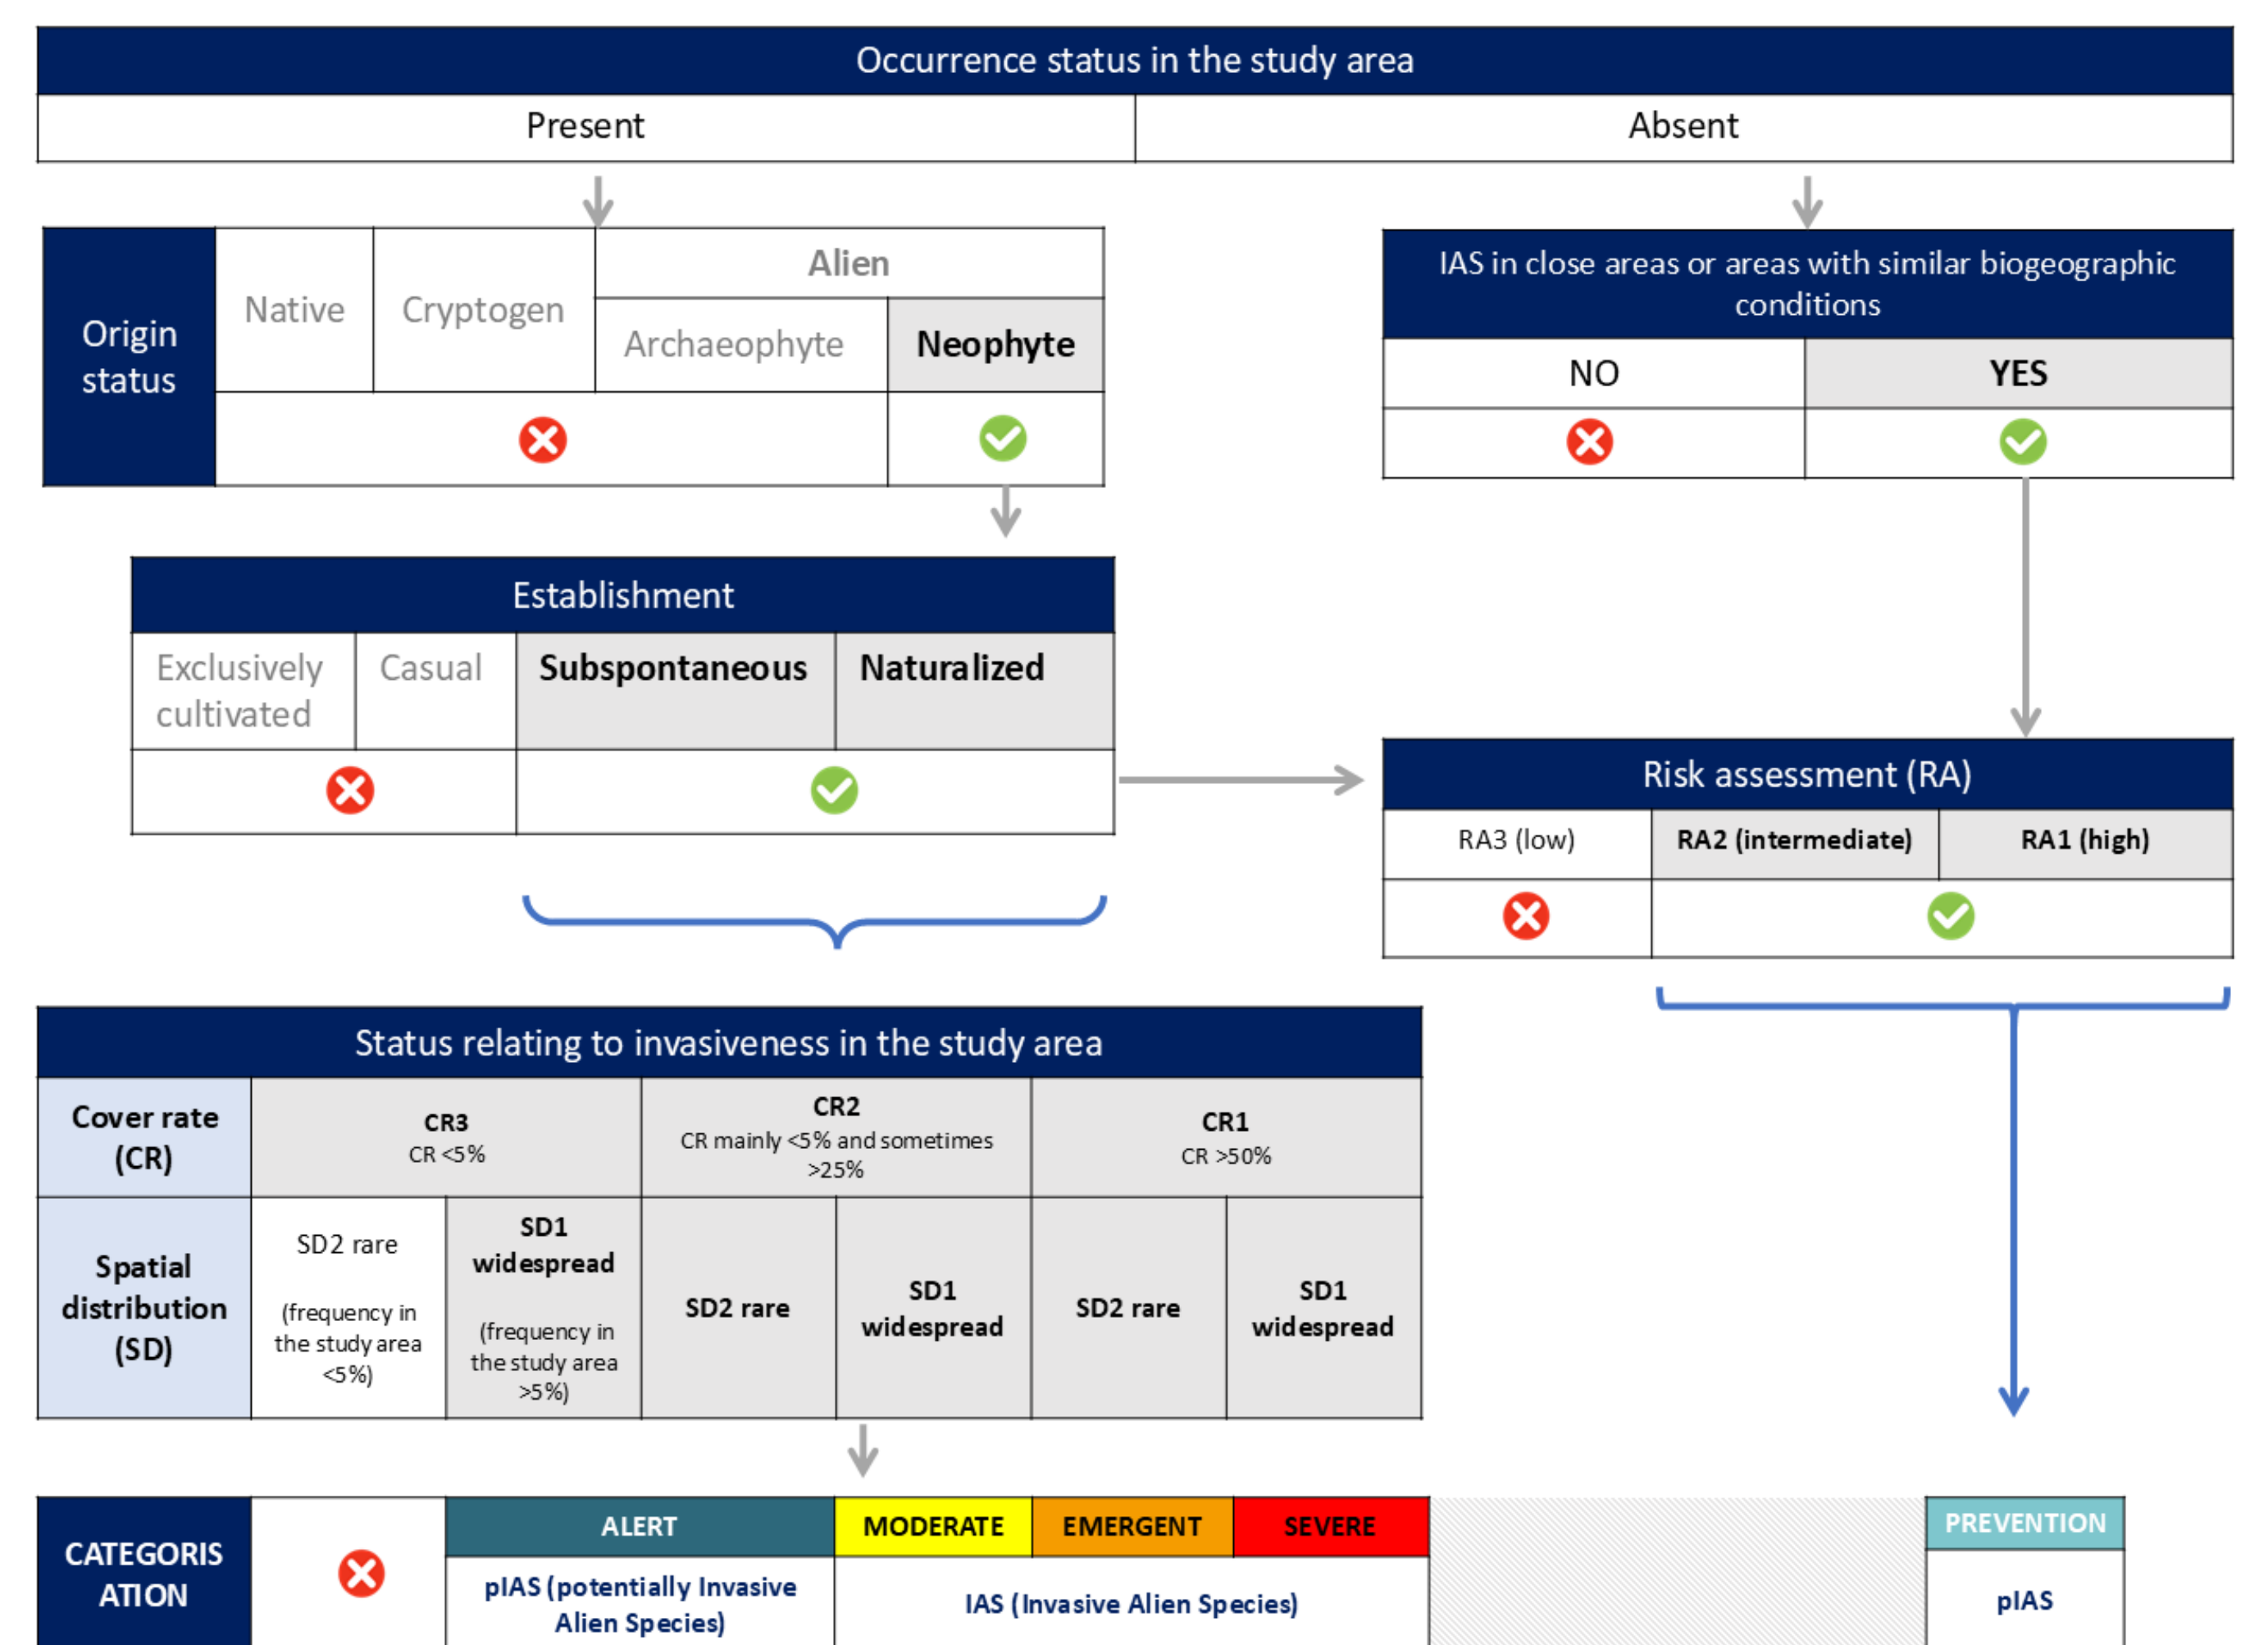 Occurrence status in the study area
Present
Absent
Origin
status
Native
Cryptogen
Alien
Archaeophyte
Neophyte
IAS in close areas or areas with similar biogeographic
conditions
NO
YES
Establishment
Exclusively
cultivated
Casual
Subspontaneous
Naturalized
Risk assessment (RA)
RA3 (low)
RA2 (intermediate)
RA1 (high)
Status relating to invasiveness in the study area
Cover rate
(CR)
CR3
CR <5%
CR2
CR mainly <5% and sometimes
>25%
CR1
CR >50%
Spatial
distribution
(SD)
SD2 rare
(frequency in
the study area
<5%)
SD1
widespread
(frequency in
the study area
>5%)
SD2 rare
SD1
widespread
SD2 rare
SD1
widespread
CATEGORIS
ATION
ALERT
MODERATE
EMERGENT
SEVERE
PREVENTION
pIAS (potentially Invasive
Alien Species)
IAS (Invasive Alien Species)
pIAS